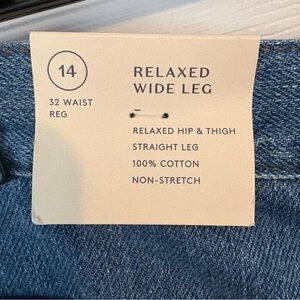 14
32 WAIST
REG
RELAXED
WIDE LEG
RELAXED HIP & THIGH
STRAIGHT LEG
100% COTTON
NON-STRETCH